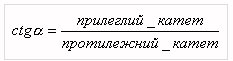 ctgα = прилеглий _ катет / протилежний _ катет